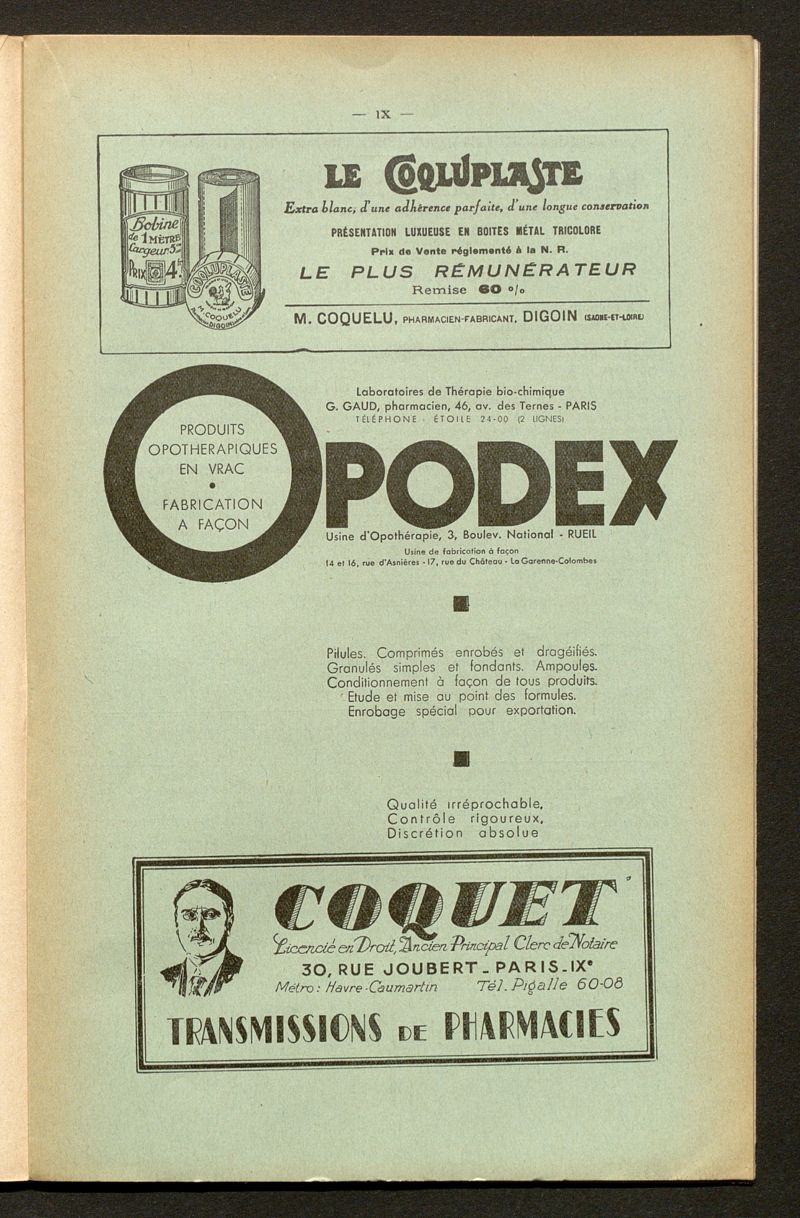 — IX —
LE COQLUPLASTE
Extra blanc, d'une adhérence parfaite, d'une longue conservation
PRÉSENTATION LUXUEUSE EN BOITES MÉTAL TRICOLORE
Prix de Vente réglementé à la N. R.
LE PLUS RÉMUNÉRATEUR
Remise 60 %
M. COQUELU, PHARMACIEN-FABRICANT, DIGOIN (SAONE-ET-LOIRE)
Bobine
de 1 MÈTRE
Largeur 5cm
PRIX 4f.
COQLUPLASTE
M. COQUELU
DIGOIN
Laboratoires de Thérapie bio-chimique
G. GAUD, pharmacien, 46, av. des Ternes - PARIS
TÉLÉPHONE : ÉTOILE 24-00 (2 LIGNES)
OPODEX
PRODUITS
OPOTHERAPIQUES
EN VRAC
•
FABRICATION
A FAÇON
Usine d'Opothérapie, 3, Boulev. National - RUEIL
Usine de fabrication à façon
14 et 16, rue d'Asnières - 17, rue du Château - La Garenne-Colombes
Pilules. Comprimés enrobés et dragéifiés.
Granulés simples et fondants. Ampoules.
Conditionnement à façon de tous produits.
Etude et mise au point des formules.
Enrobage spécial pour exportation.
Qualité irréprochable,
Contrôle rigoureux,
Discrétion absolue
COQUET
Licencié en Droit, Ancien Principal Clerc de Notaire
30, RUE JOUBERT - PARIS-IXe
Métro : Havre-Caumartin Tél. Pigalle 60-08
TRANSMISSIONS DE PHARMACIES